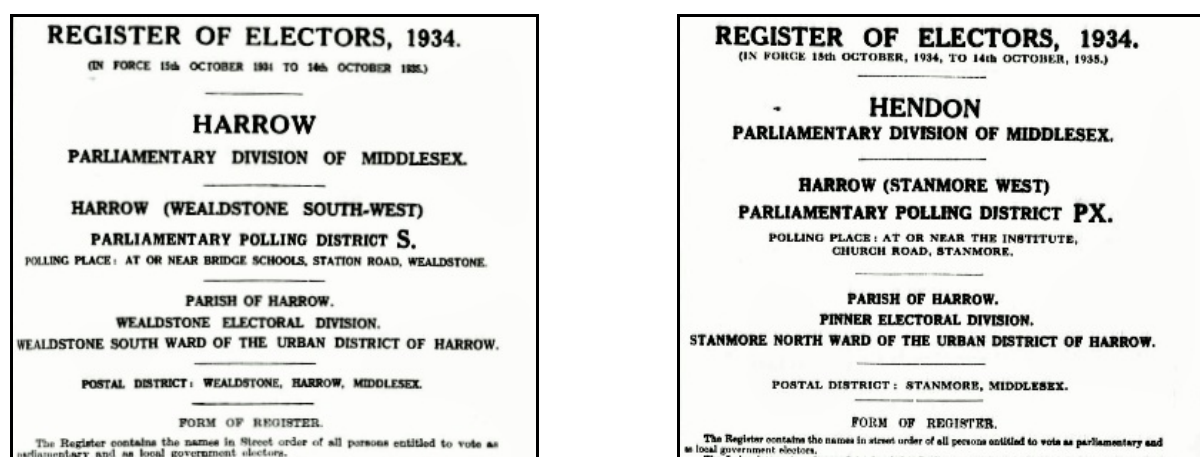 REGISTER OF ELECTORS, 1934.
(IN FORCE 15th OCTOBER 1934 TO 14th OCTOBER 1935.)
HARROW
PARLIAMENTARY DIVISION OF MIDDLESEX.
HARROW (WEALDSTONE SOUTH-WEST)
PARLIAMENTARY POLLING DISTRICT S.
POLLING PLACE: AT OR NEAR BRIDGE SCHOOLS, STATION ROAD, WEALDSTONE.
PARISH OF HARROW.
WEALDSTONE ELECTORAL DIVISION.
WEALDSTONE SOUTH WARD OF THE URBAN DISTRICT OF HARROW.
POSTAL DISTRICT: WEALDSTONE, HARROW, MIDDLESEX.
FORM OF REGISTER.
The Register contains the names in Street order of all persons entitled to vote as
parliamentary and as local government electors.
REGISTER OF ELECTORS, 1934.
(IN FORCE 15th OCTOBER, 1934, TO 14th OCTOBER, 1935.)
HENDON
PARLIAMENTARY DIVISION OF MIDDLESEX.
HARROW (STANMORE WEST)
PARLIAMENTARY POLLING DISTRICT PX.
POLLING PLACE: AT OR NEAR THE INSTITUTE,
CHURCH ROAD, STANMORE.
PARISH OF HARROW.
PINNER ELECTORAL DIVISION.
STANMORE NORTH WARD OF THE URBAN DISTRICT OF HARROW.
POSTAL DISTRICT: STANMORE, MIDDLESEX.
FORM OF REGISTER.
The Register contains the names in street order of all persons entitled to vote as parliamentary and
as local government electors.